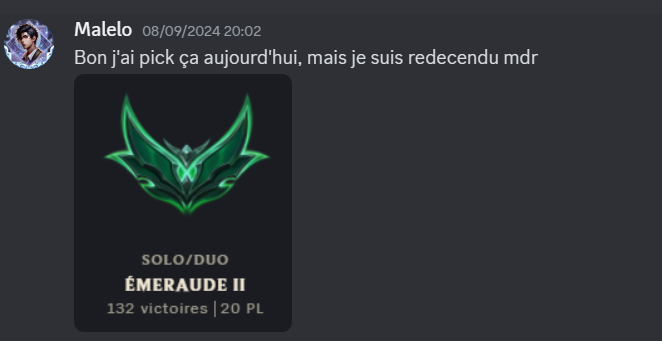 Malelo 08/09/2024 20:02
Bon j'ai pick ça aujourd'hui, mais je suis redecendu mdr
SOLO/DUO
ÉMERAUDE II
132 victoires | 20 PL